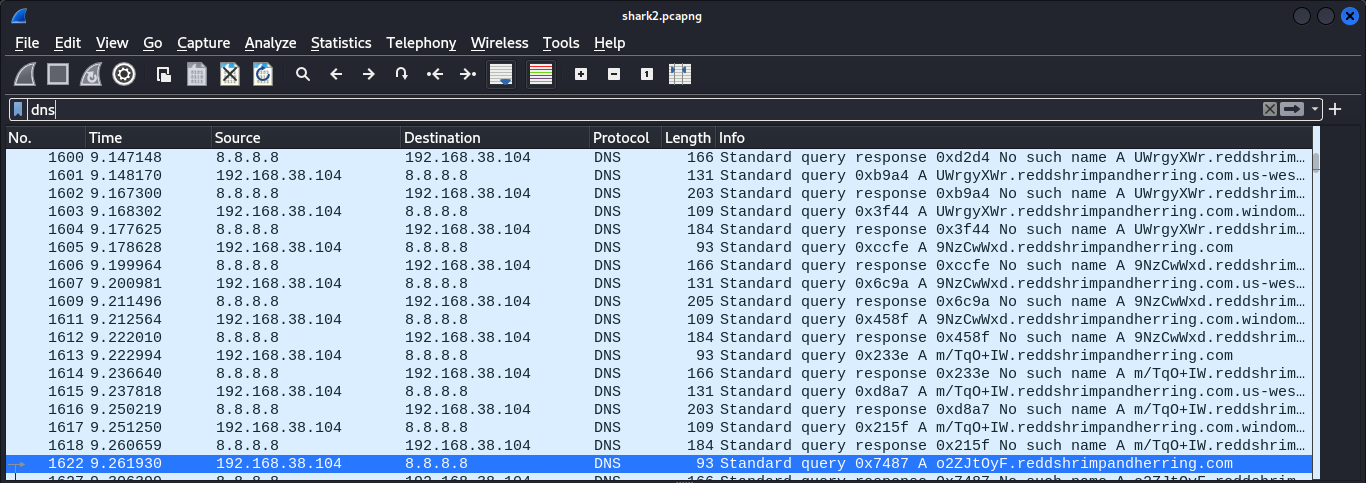 shark2.pcapng
File Edit View Go Capture Analyze Statistics Telephony Wireless Tools Help
dns
No. Time Source Destination Protocol Length Info
1600 9.147148 8.8.8.8 192.168.38.104 DNS 166 Standard query response 0xd2d4 No such name A UWrgyXWr.reddshrim…
1601 9.148170 192.168.38.104 8.8.8.8 DNS 131 Standard query 0xb9a4 A UWrgyXWr.reddshrimpandherring.com.us-wes…
1602 9.167300 8.8.8.8 192.168.38.104 DNS 203 Standard query response 0xb9a4 No such name A UWrgyXWr.reddshrim…
1603 9.168302 192.168.38.104 8.8.8.8 DNS 109 Standard query 0x3f44 A UWrgyXWr.reddshrimpandherring.com.windom…
1604 9.177625 8.8.8.8 192.168.38.104 DNS 184 Standard query response 0x3f44 No such name A UWrgyXWr.reddshrim…
1605 9.178628 192.168.38.104 8.8.8.8 DNS 93 Standard query 0xccfe A 9NzCwWxd.reddshrimpandherring.com
1606 9.199964 8.8.8.8 192.168.38.104 DNS 166 Standard query response 0xccfe No such name A 9NzCwWxd.reddshrim…
1607 9.200981 192.168.38.104 8.8.8.8 DNS 131 Standard query 0x6c9a A 9NzCwWxd.reddshrimpandherring.com.us-wes…
1609 9.211496 8.8.8.8 192.168.38.104 DNS 205 Standard query response 0x6c9a No such name A 9NzCwWxd.reddshrim…
1611 9.212564 192.168.38.104 8.8.8.8 DNS 109 Standard query 0x458f A 9NzCwWxd.reddshrimpandherring.com.windom…
1612 9.222010 8.8.8.8 192.168.38.104 DNS 184 Standard query response 0x458f No such name A 9NzCwWxd.reddshrim…
1613 9.222994 192.168.38.104 8.8.8.8 DNS 93 Standard query 0x233e A m/TqO+IW.reddshrimpandherring.com
1614 9.236640 8.8.8.8 192.168.38.104 DNS 166 Standard query response 0x233e No such name A m/TqO+IW.reddshrim…
1615 9.237818 192.168.38.104 8.8.8.8 DNS 131 Standard query 0xd8a7 A m/TqO+IW.reddshrimpandherring.com.us-wes…
1616 9.250219 8.8.8.8 192.168.38.104 DNS 203 Standard query response 0xd8a7 No such name A m/TqO+IW.reddshrim…
1617 9.251250 192.168.38.104 8.8.8.8 DNS 109 Standard query 0x215f A m/TqO+IW.reddshrimpandherring.com.windom…
1618 9.260659 8.8.8.8 192.168.38.104 DNS 184 Standard query response 0x215f No such name A m/TqO+IW.reddshrim…
1622 9.261930 192.168.38.104 8.8.8.8 DNS 93 Standard query 0x7487 A o2ZJtOyF.reddshrimpandherring.com